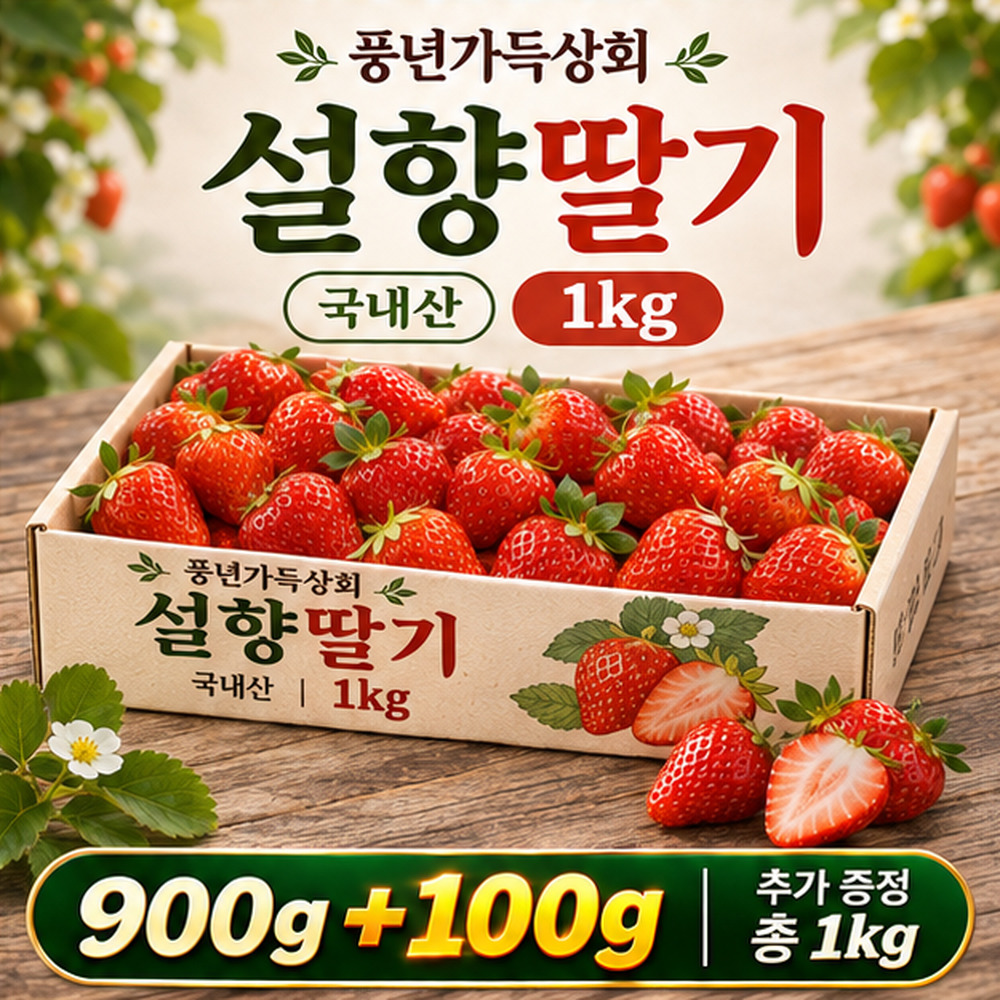 풍년가득상회
설향딸기
국내산 1kg
풍년가득상회
설향딸기
국내산 | 1kg
900g + 100g | 추가 증정
총 1kg